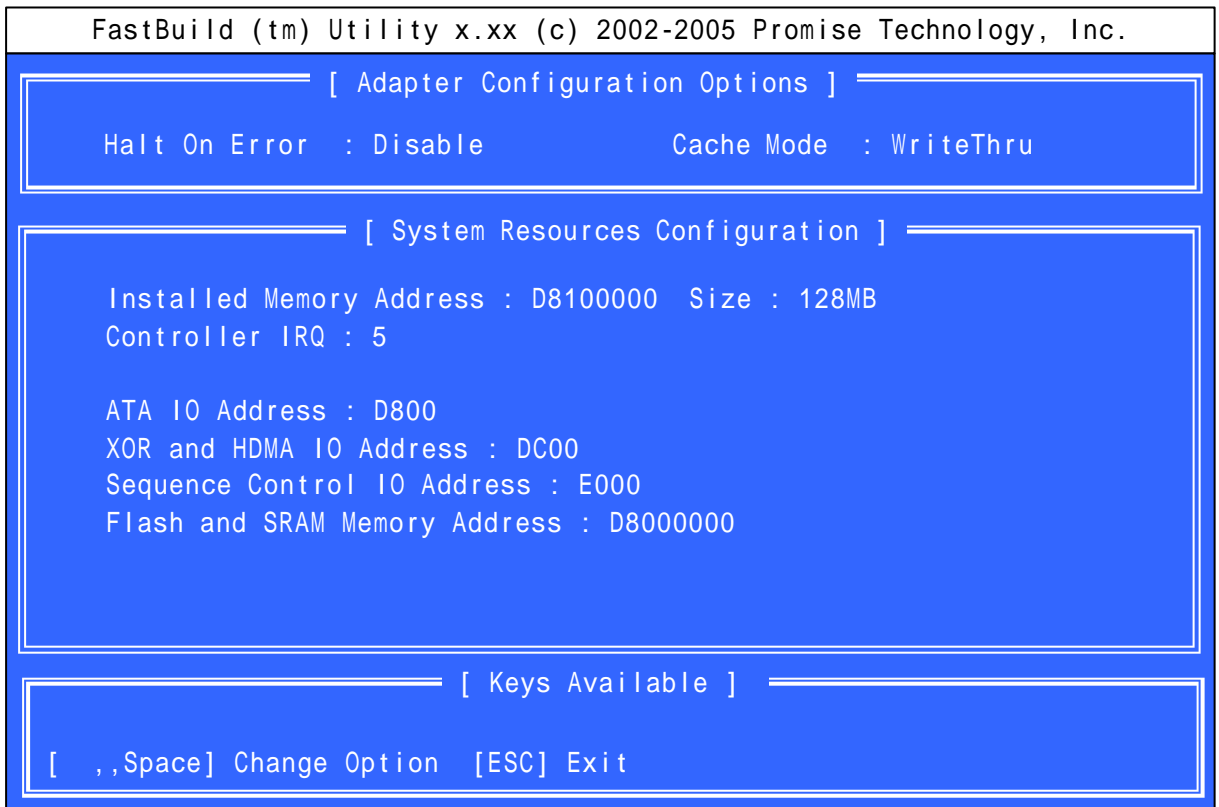 FastBuild (tm) Utility x.xx (c) 2002-2005 Promise Technology, Inc.
[ Adapter Configuration Options ]
Halt On Error : Disable Cache Mode : WriteThru
[ System Resources Configuration ]
Installed Memory Address : D8100000 Size : 128MB
Controller IRQ : 5
ATA IO Address : D800
XOR and HDMA IO Address : DC00
Sequence Control IO Address : E000
Flash and SRAM Memory Address : D8000000
[ Keys Available ]
[ ,,Space] Change Option [ESC] Exit